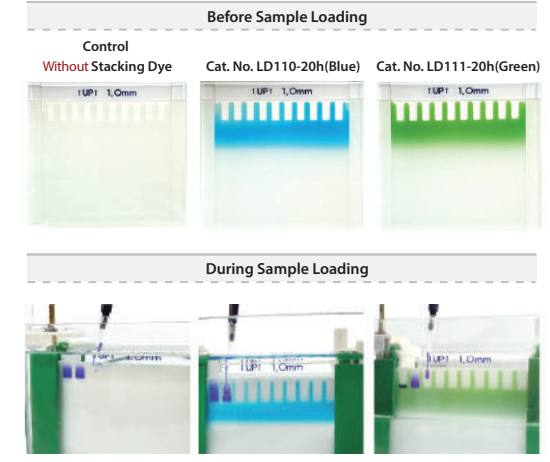 Before Sample Loading
Control
Without Stacking Dye
Cat. No. LD110-20h(Blue)
Cat. No. LD111-20h(Green)
↑UP↑ 1,0mm
↑UP↑ 1,0mm
↑UP↑ 1,0mm
During Sample Loading
↑UP↑ 1,0mm
↑UP↑ 1,0mm